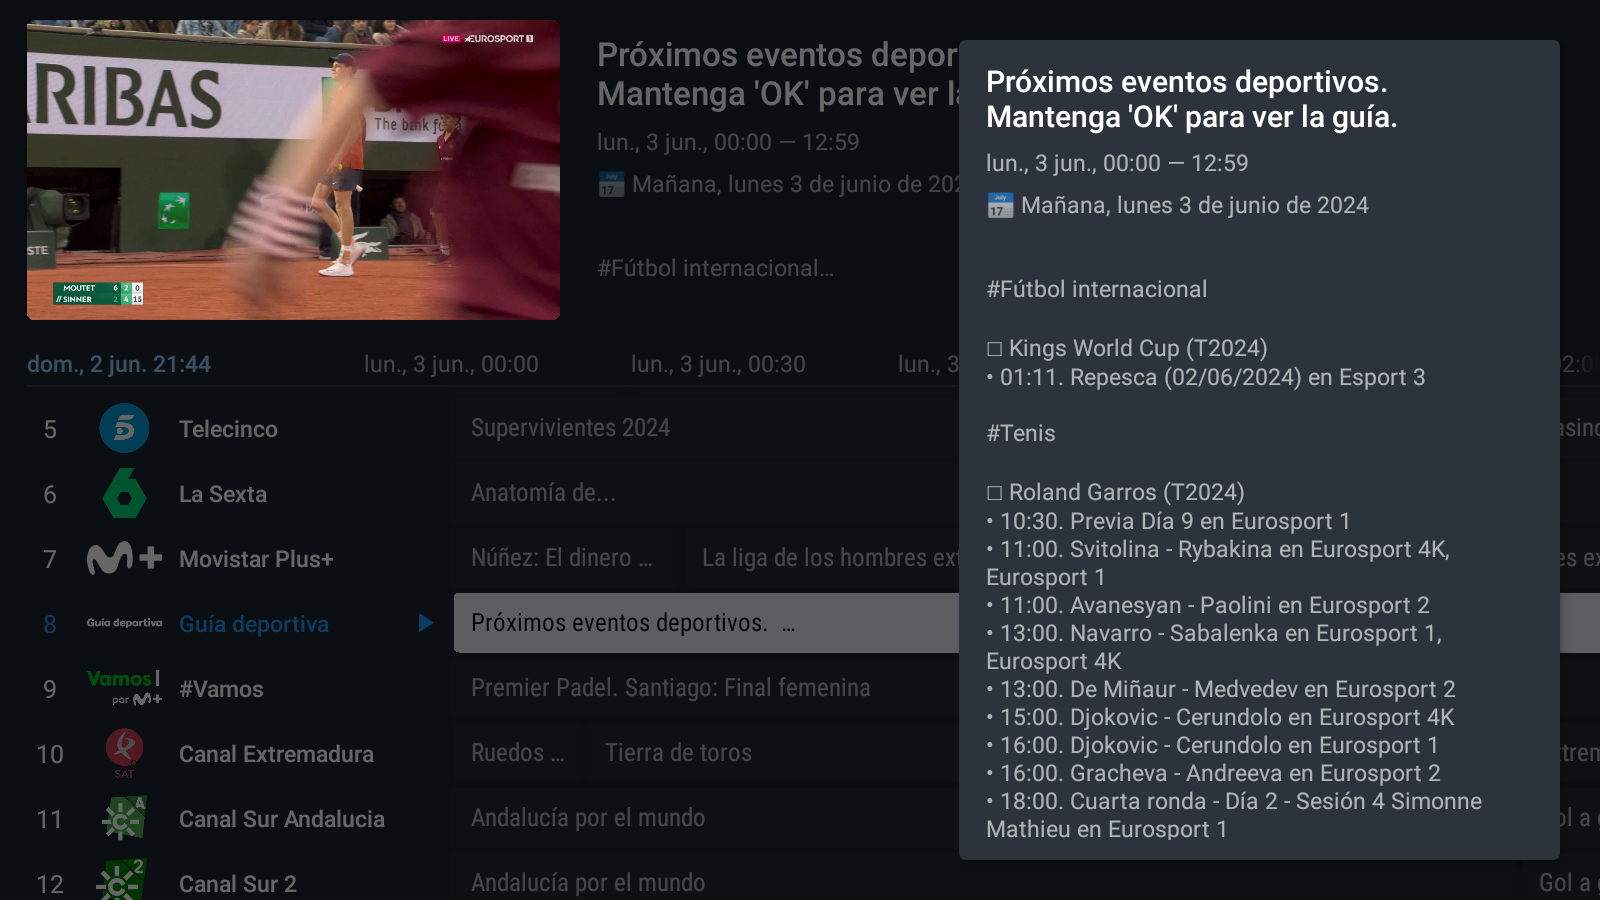 LIVE EUROSPORT 1
RIBAS
The bank fo
STE
MOUTET 6 2 0
// SINNER 2 4 15
Próximos eventos depor
Mantenga 'OK' para ver la
lun., 3 jun., 00:00 — 12:59
July
17
Mañana, lunes 3 de junio de 202
#Fútbol internacional...
dom., 2 jun. 21:44
lun., 3 jun., 00:00
lun., 3 jun., 00:30
lun., 3
2:0
5 Telecinco
Supervivientes 2024
asino
6 La Sexta
Anatomía de...
7 M+ Movistar Plus+
Núñez: El dinero ...
La liga de los hombres ext
es ex
8 Guía deportiva Guía deportiva
Próximos eventos deportivos. ...
9 Vamos por M+ #Vamos
Premier Padel. Santiago: Final femenina
10 SAT Canal Extremadura
Ruedos ...
Tierra de toros
xtrem
11 A Canal Sur Andalucia
Andalucía por el mundo
ol a g
12 2 Canal Sur 2
Andalucía por el mundo
Gol a g
Próximos eventos deportivos.
Mantenga 'OK' para ver la guía.
lun., 3 jun., 00:00 — 12:59
July
17
Mañana, lunes 3 de junio de 2024
#Fútbol internacional
□ Kings World Cup (T2024)
• 01:11. Repesca (02/06/2024) en Esport 3
#Tenis
□ Roland Garros (T2024)
• 10:30. Previa Día 9 en Eurosport 1
• 11:00. Svitolina - Rybakina en Eurosport 4K,
Eurosport 1
• 11:00. Avanesyan - Paolini en Eurosport 2
• 13:00. Navarro - Sabalenka en Eurosport 1,
Eurosport 4K
• 13:00. De Miñaur - Medvedev en Eurosport 2
• 15:00. Djokovic - Cerundolo en Eurosport 4K
• 16:00. Djokovic - Cerundolo en Eurosport 1
• 16:00. Gracheva - Andreeva en Eurosport 2
• 18:00. Cuarta ronda - Día 2 - Sesión 4 Simonne
Mathieu en Eurosport 1